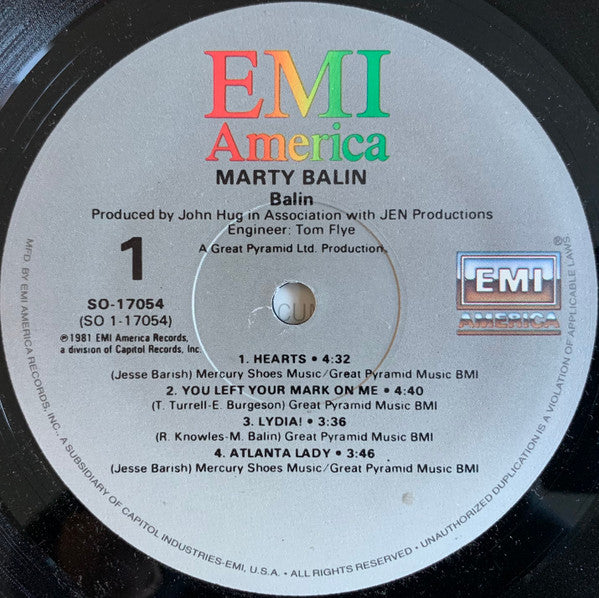 EMI
America
MARTY BALIN
Balin
Produced by John Hug in Association with JEN Productions
Engineer: Tom Flye
A Great Pyramid Ltd. Production
1
SO-17054
(SO 1-17054)
℗1981 EMI America Records,
a division of Capitol Records, Inc.
EMI
AMERICA
®
CUN
1. HEARTS • 4:32
(Jesse Barish) Mercury Shoes Music/Great Pyramid Music BMI
2. YOU LEFT YOUR MARK ON ME • 4:40
(T. Turrell-E. Burgeson) Great Pyramid Music BMI
3. LYDIA! • 3:36
(R. Knowles-M. Balin) Great Pyramid Music BMI
4. ATLANTA LADY • 3:46
(Jesse Barish) Mercury Shoes Music/Great Pyramid Music BMI
MF'D. BY EMI AMERICA RECORDS, INC., A SUBSIDIARY OF CAPITOL INDUSTRIES-EMI, U.S.A. • ALL RIGHTS RESERVED • UNAUTHORIZED DUPLICATION IS A VIOLATION OF APPLICABLE LAWS